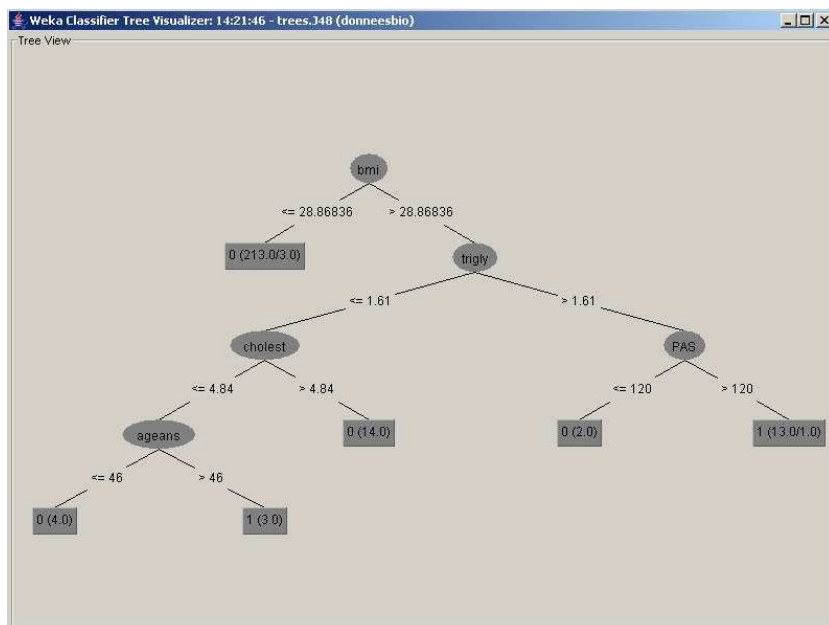 Weka Classifier Tree Visualizer: 14:21:46 - trees.J48 (donneesbio)
Tree View
bmi
<= 28.86836
> 28.86836
0 (213.0/3.0)
trigly
<= 1.61
> 1.61
cholest
PAS
<= 4.84
> 4.84
<= 120
> 120
ageans
0 (14.0)
0 (2.0)
1 (13.0/1.0)
<= 46
> 46
0 (4.0)
1 (3.0)